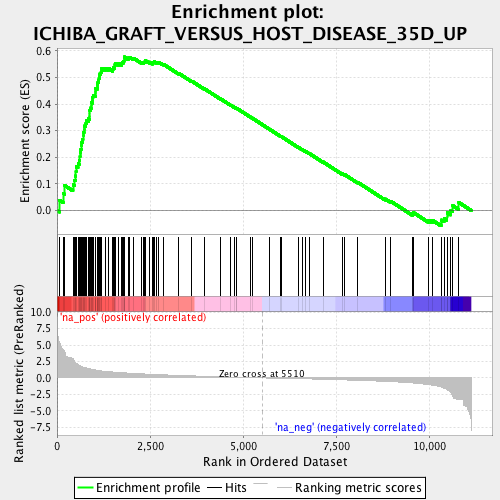 Enrichment plot:
ICHIBA_GRAFT_VERSUS_HOST_DISEASE_35D_UP
Enrichment score (ES)
0.6
0.5
0.4
0.3
0.2
0.1
0.0
Ranked list metric (PreRanked)
10.0
7.5
5.0
2.5
0.0
-2.5
-5.0
-7.5
'na_pos' (positively correlated)
Zero cross at 5510
'na_neg' (negatively correlated)
0
2,500
5,000
7,500
10,000
Rank in Ordered Dataset
Enrichment profile
Hits
Ranking metric scores